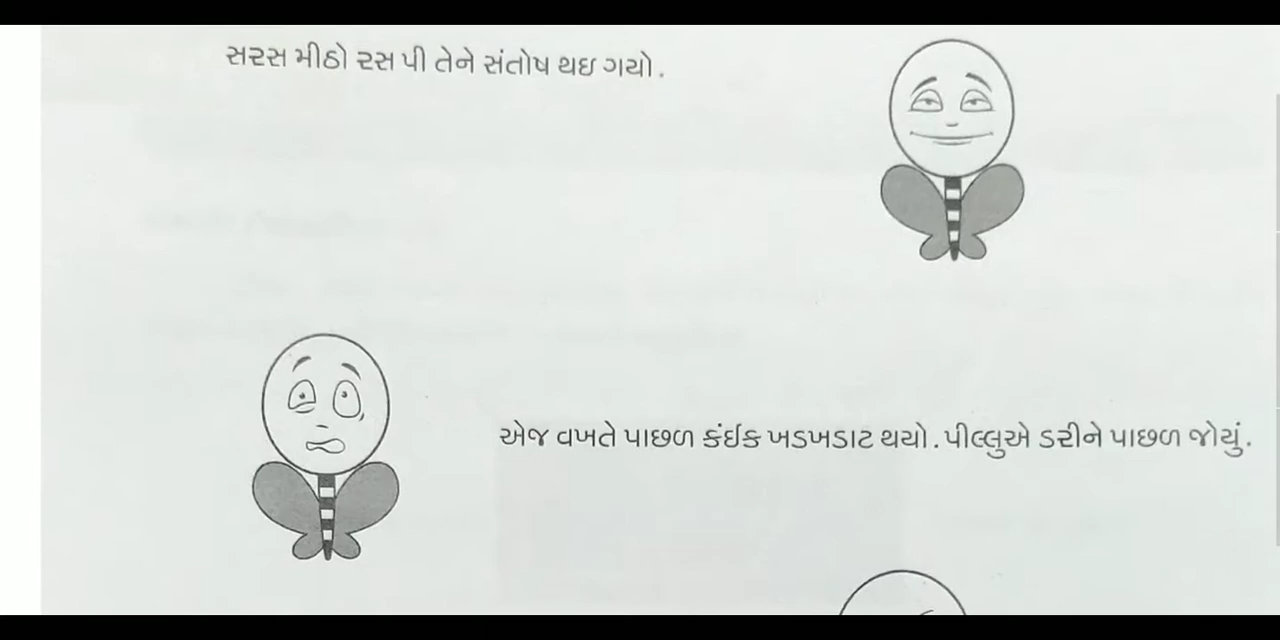 સરસ મીઠો રસ પી તેને સંતોષ થઇ ગયો.
એજ વખતે પાછળ કંઈક ખડખડાટ થયો. પીલ્લુએ ડરીને પાછળ જોયું.